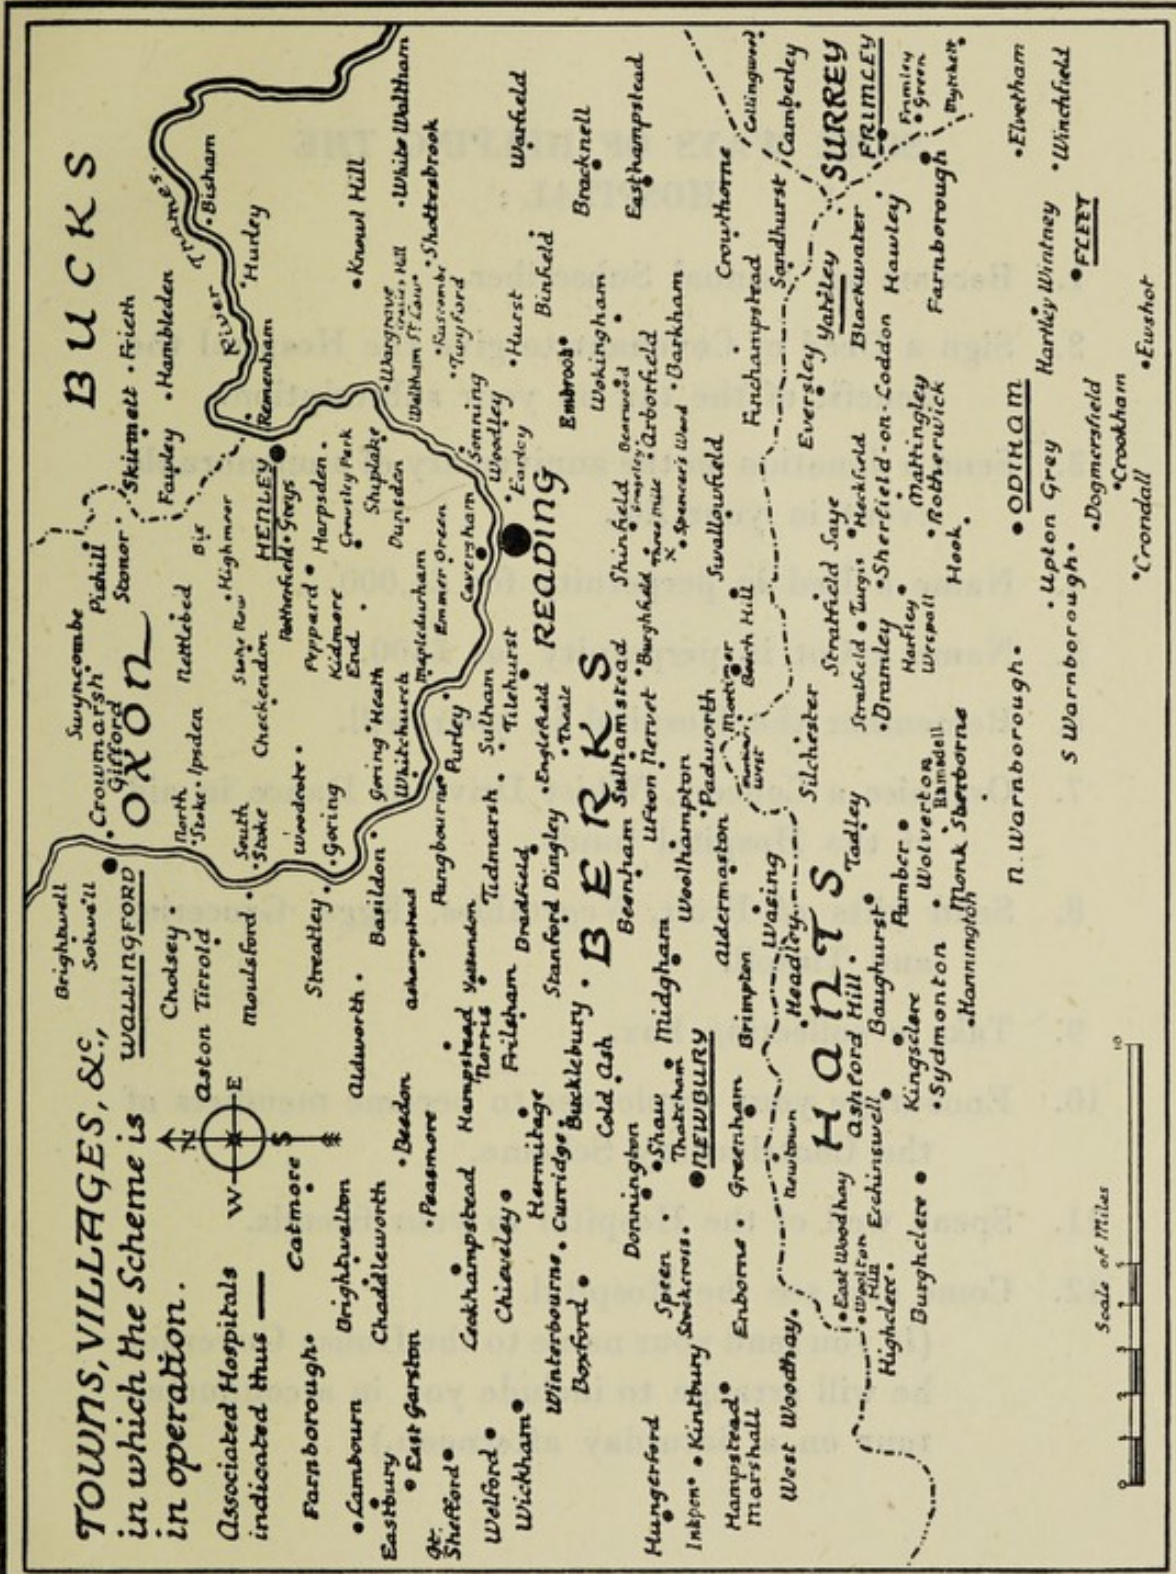 TOWNS, VILLAGES, &c.,
in which the Scheme is
in operation.
Associated Hospitals
indicated thus
N
W
E
S
BUCKS
OXON
BERKS
HANTS
SURREY
River Thames
Brightwell
Sotwell
WALLINGFORD
Cholsey
Aston Tirrold
Moulsford
Streatley
Aldworth
Basildon
Ashampstead
Crowmarsh
Gifford
Swyncombe
North
Stoke
Ipsden
South
Stoke
Woodcote
Goring
Checkendon
Nettlebed
Pishill
Stonor
Bix
Highmoor
HENLEY
Rotherfield
Greys
Peppard
Harpsden
Kidmore
End
Crowsley Park
Shiplake
Dunsden
Goring Heath
Whitchurch
Mapledurham
Emmer Green
Caversham
Skirmett
Frieth
Fawley
Hambleden
Remenham
Hurley
Bisham
Knowl Hill
White Waltham
Wargrave
Waltham St Law.
Shottesbrook
Ruscombe
Twyford
Sonning
Woodley
Earley
Hurst
Binfield
Warfield
Bracknell
Easthampstead
Embrook
Wokingham
Bearwood
Arborfield
Barkham
READING
Shinfield
Three Mile
X
Spencers Wood
Swallowfield
Finchampstead
Crowthorne
Sandhurst
Collingwood
Camberley
FRIMLEY
Frimley
Green
Mytchett
Farnborough
Hawley
Blackwater
Yateley
Eversley
Catmore
Farnborough
Lambourn
Eastbury
East Garston
Gt.
Shefford
Welford
Wickham
Brightwalton
Chaddleworth
Beedon
Peasmore
Leckhampstead
Chieveley
Winterbourne
Boxford
Hampstead
Norris
Yattendon
Frilsham
Hermitage
Curridge
Bucklebury
Cold Ash
Pangbourne
Purley
Sulham
Tilehurst
Tidmarsh
Englefield
Theale
Bradfield
Stanford Dingley
Beenham
Sulhamstead
Ufton Nervet
Burghfield
Woolhampton
Padworth
Mortimer
Mortimer
West
Beech Hill
Aldermaston
Wasing
Midgham
Brimpton
Donnington
Shaw
Thatcham
NEWBURY
Greenham
Newtown
Speen
Stockcross
Enborne
Hungerford
Inkpen
Kintbury
Hampstead
Marshall
West Woodhay
East Woodhay
Woolton
Hill
Highclere
Burghclere
Ecchinswell
Ashford Hill
Headley
Kingsclere
Sydmonton
Hannington
Baughurst
Tadley
Pamber
Wolverton
Ramsdell
Monk Sherborne
Silchester
Stratfield Saye
Stratfield Turgis
Bramley
Sherfield-on-Loddon
Hartley
Wespall
Heckfield
Mattingley
Rotherwick
Hook
ODIHAM
N. Warnborough
S Warnborough
Upton Grey
Hartley Wintney
Elvetham
Winchfield
FLEET
Dogmersfield
Crookham
Crondall
Ewshot
Scale of Miles
0 1 2 3 4 5 10